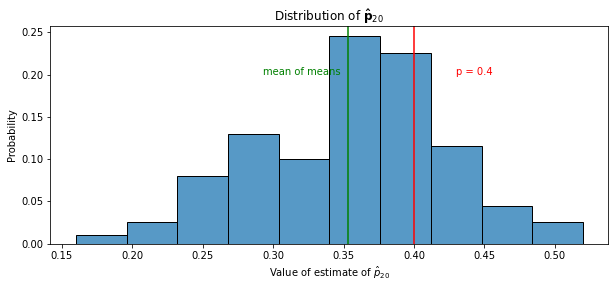 Distribution of p̂₂₀
0.25
0.20
0.15
0.10
0.05
0.00
Probability
mean of means
p = 0.4
0.15 0.20 0.25 0.30 0.35 0.40 0.45 0.50
Value of estimate of p̂₂₀